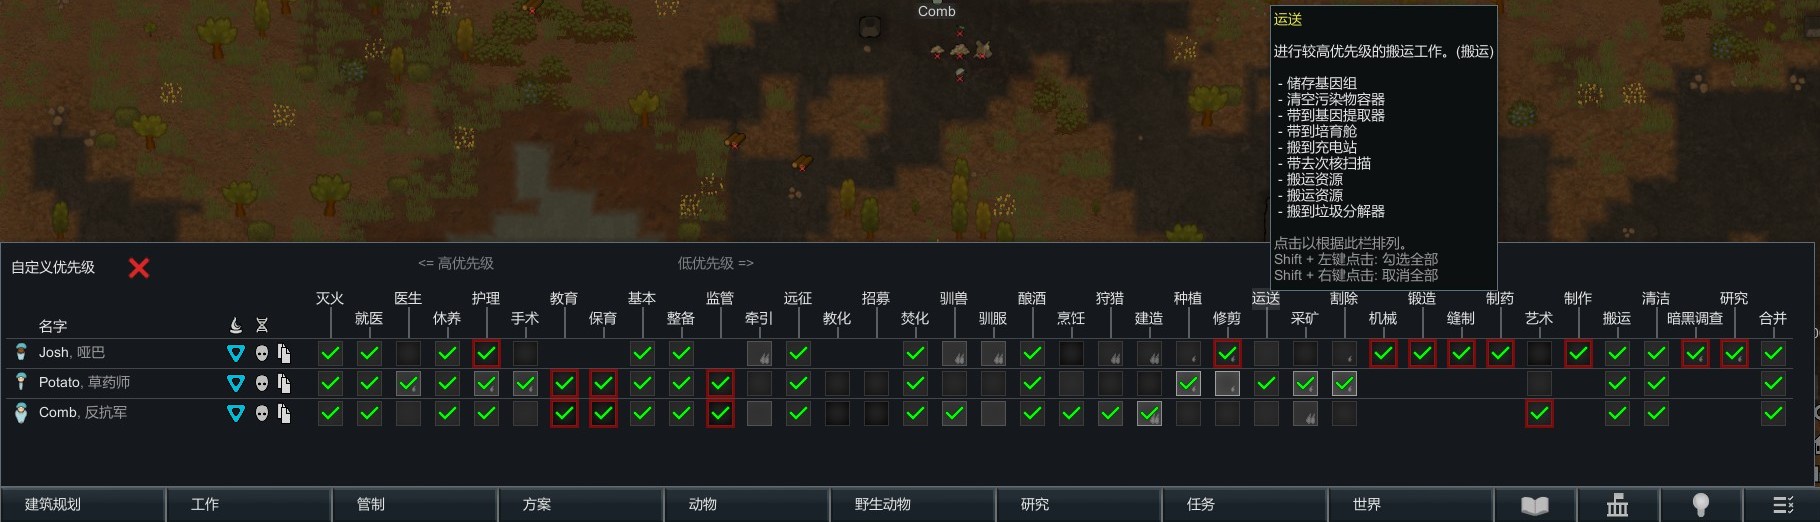 Comb
运送
进行较高优先级的搬运工作。(搬运)
- 储存基因组
- 清空污染物容器
- 带到基因提取器
- 带到培育舱
- 搬到充电站
- 带去次核扫描
- 搬运资源
- 搬运资源
- 搬到垃圾分解器
点击以根据此栏排列。
Shift + 左键点击: 勾选全部
Shift + 右键点击: 取消全部
自定义优先级
<= 高优先级 低优先级 =>
灭火 医生 护理 教育 基本 监管 远征 招募 驯兽 酿酒 狩猎 种植 运送 割除 锻造 制药 制作 清洁 研究
名字 就医 休养 手术 保育 整备 牵引 教化 焚化 驯服 烹饪 建造 修剪 采矿 机械 缝制 艺术 搬运 暗黑调查 合并
Josh, 哑巴
Potato, 草药师
Comb, 反抗军
建筑规划 工作 管制 方案 动物 野生动物 研究 任务 世界